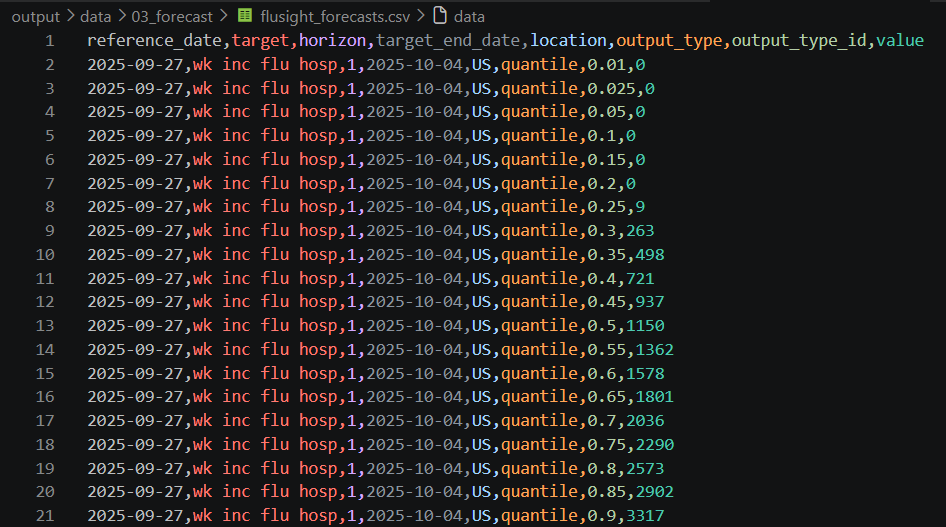 output > data > 03_forecast > flusight_forecasts.csv > data
1 reference_date,target,horizon,target_end_date,location,output_type,output_type_id,value
2 2025-09-27,wk inc flu hosp,1,2025-10-04,US,quantile,0.01,0
3 2025-09-27,wk inc flu hosp,1,2025-10-04,US,quantile,0.025,0
4 2025-09-27,wk inc flu hosp,1,2025-10-04,US,quantile,0.05,0
5 2025-09-27,wk inc flu hosp,1,2025-10-04,US,quantile,0.1,0
6 2025-09-27,wk inc flu hosp,1,2025-10-04,US,quantile,0.15,0
7 2025-09-27,wk inc flu hosp,1,2025-10-04,US,quantile,0.2,0
8 2025-09-27,wk inc flu hosp,1,2025-10-04,US,quantile,0.25,9
9 2025-09-27,wk inc flu hosp,1,2025-10-04,US,quantile,0.3,263
10 2025-09-27,wk inc flu hosp,1,2025-10-04,US,quantile,0.35,498
11 2025-09-27,wk inc flu hosp,1,2025-10-04,US,quantile,0.4,721
12 2025-09-27,wk inc flu hosp,1,2025-10-04,US,quantile,0.45,937
13 2025-09-27,wk inc flu hosp,1,2025-10-04,US,quantile,0.5,1150
14 2025-09-27,wk inc flu hosp,1,2025-10-04,US,quantile,0.55,1362
15 2025-09-27,wk inc flu hosp,1,2025-10-04,US,quantile,0.6,1578
16 2025-09-27,wk inc flu hosp,1,2025-10-04,US,quantile,0.65,1801
17 2025-09-27,wk inc flu hosp,1,2025-10-04,US,quantile,0.7,2036
18 2025-09-27,wk inc flu hosp,1,2025-10-04,US,quantile,0.75,2290
19 2025-09-27,wk inc flu hosp,1,2025-10-04,US,quantile,0.8,2573
20 2025-09-27,wk inc flu hosp,1,2025-10-04,US,quantile,0.85,2902
21 2025-09-27,wk inc flu hosp,1,2025-10-04,US,quantile,0.9,3317